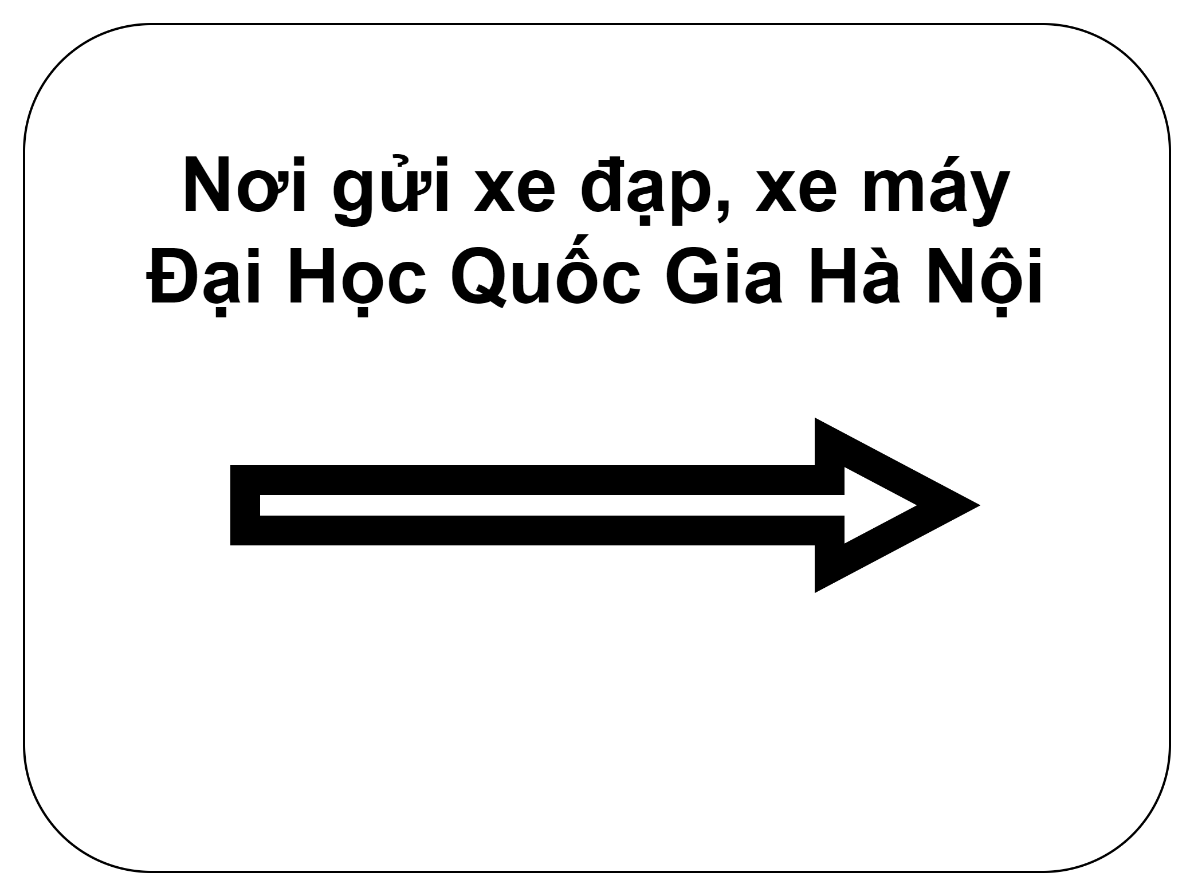 Nơi gửi xe đạp, xe máy
Đại Học Quốc Gia Hà Nội